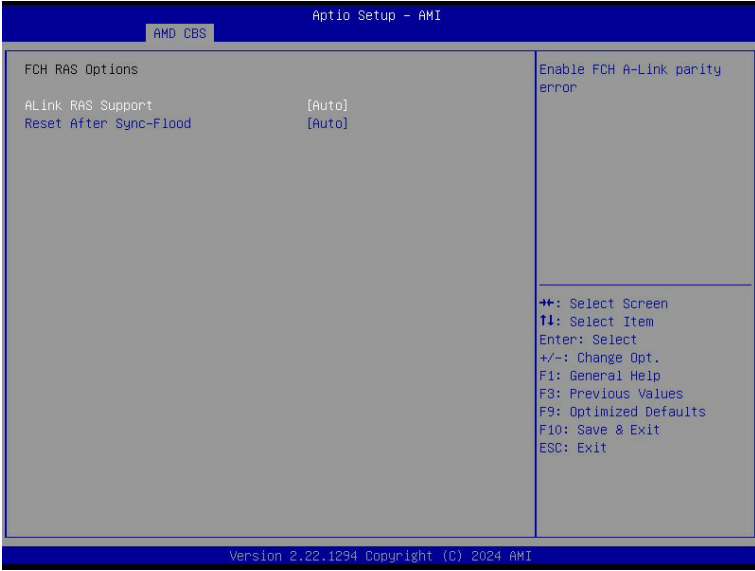 Aptio Setup – AMI
AMD CBS
FCH RAS Options
ALink RAS Support [Auto]
Reset After Sync-Flood [Auto]
Enable FCH A-Link parity
error
→←: Select Screen
↑↓: Select Item
Enter: Select
+/-: Change Opt.
F1: General Help
F3: Previous Values
F9: Optimized Defaults
F10: Save & Exit
ESC: Exit
Version 2.22.1294 Copyright (C) 2024 AMI